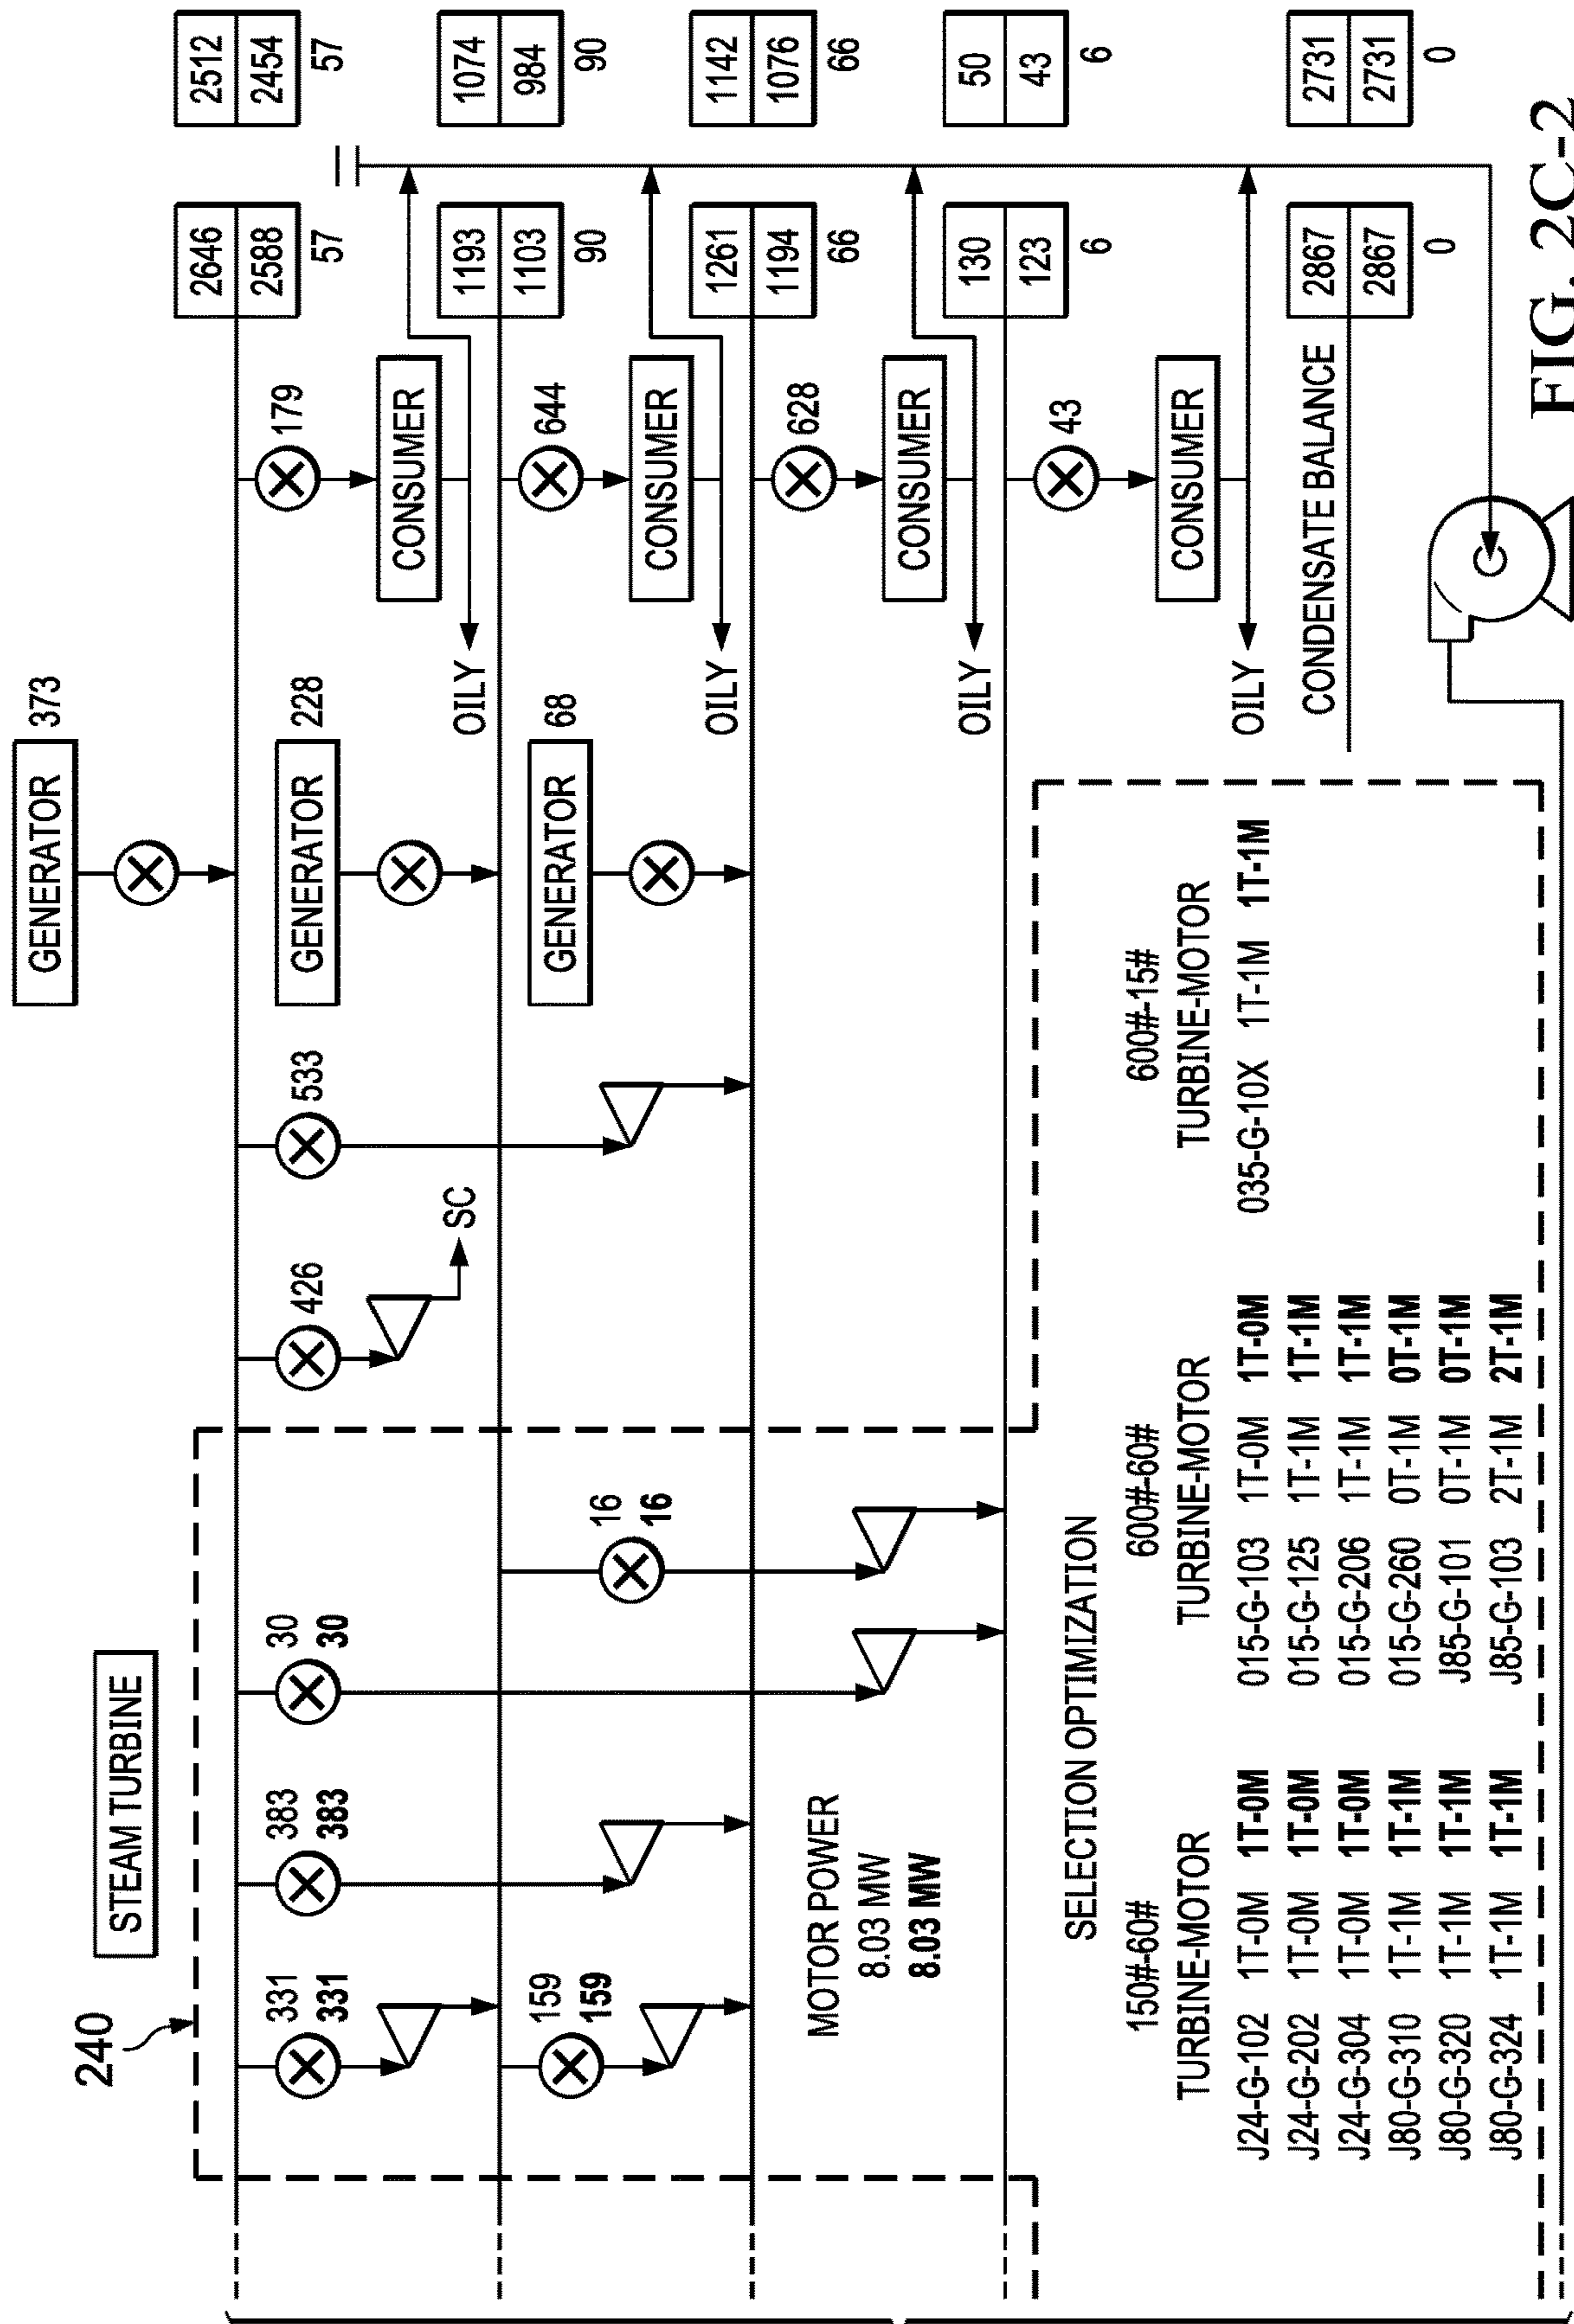 240
STEAM TURBINE
GENERATOR 373
331
331
383
383
30
30
426
533
179
2646
2588
57
2512
2454
57
GENERATOR 228
SC
CONSUMER
OILY
159
159
16
16
644
1193
1103
90
1074
984
90
GENERATOR 68
CONSUMER
OILY
628
1261
1194
66
1142
1076
66
MOTOR POWER
8.03 MW
8.03 MW
CONSUMER
OILY
43
130
123
6
50
43
6
CONSUMER
OILY
SELECTION OPTIMIZATION
150#-60#
TURBINE-MOTOR
J24-G-102 1T-0M 1T-0M
J24-G-202 1T-0M 1T-0M
J24-G-304 1T-0M 1T-0M
J80-G-310 1T-1M 1T-1M
J80-G-320 1T-1M 1T-1M
J80-G-324 1T-1M 1T-1M
600#-60#
TURBINE-MOTOR
015-G-103 1T-0M 1T-0M
015-G-125 1T-1M 1T-1M
015-G-206 1T-1M 1T-1M
015-G-260 0T-1M 0T-1M
J85-G-101 0T-1M 0T-1M
J85-G-103 2T-1M 2T-1M
600#-15#
TURBINE-MOTOR
035-G-10X 1T-1M 1T-1M
CONDENSATE BALANCE
2867
2867
0
2731
2731
0
FIG. 2C-2